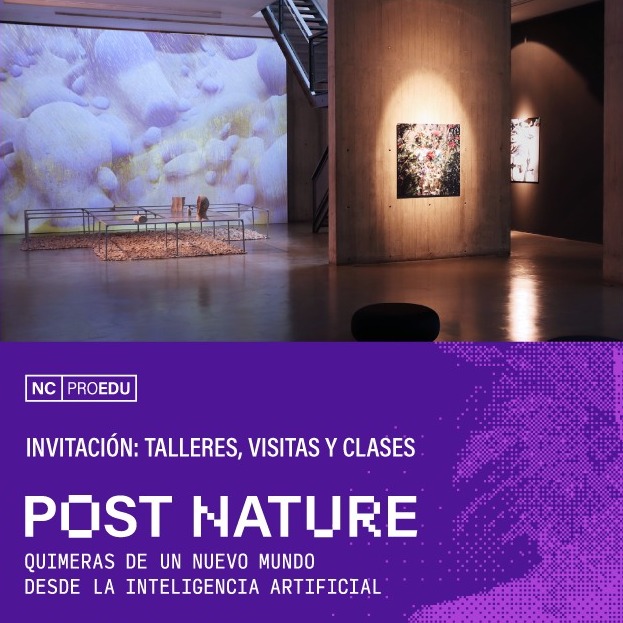 NC PROEDU
INVITACIÓN: TALLERES, VISITAS Y CLASES
POST NATURE
QUIMERAS DE UN NUEVO MUNDO
DESDE LA INTELIGENCIA ARTIFICIAL